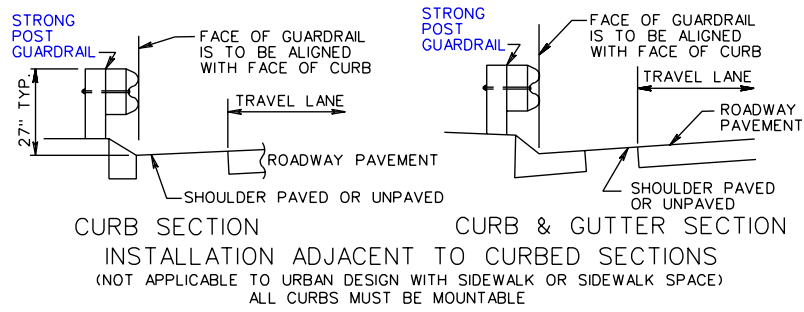 STRONG
POST
GUARDRAIL
FACE OF GUARDRAIL
IS TO BE ALIGNED
WITH FACE OF CURB
27" TYP.
TRAVEL LANE
ROADWAY PAVEMENT
SHOULDER PAVED OR UNPAVED
CURB SECTION
STRONG
POST
GUARDRAIL
FACE OF GUARDRAIL
IS TO BE ALIGNED
WITH FACE OF CURB
TRAVEL LANE
ROADWAY
PAVEMENT
SHOULDER PAVED
OR UNPAVED
CURB & GUTTER SECTION
INSTALLATION ADJACENT TO CURBED SECTIONS
(NOT APPLICABLE TO URBAN DESIGN WITH SIDEWALK OR SIDEWALK SPACE)
ALL CURBS MUST BE MOUNTABLE